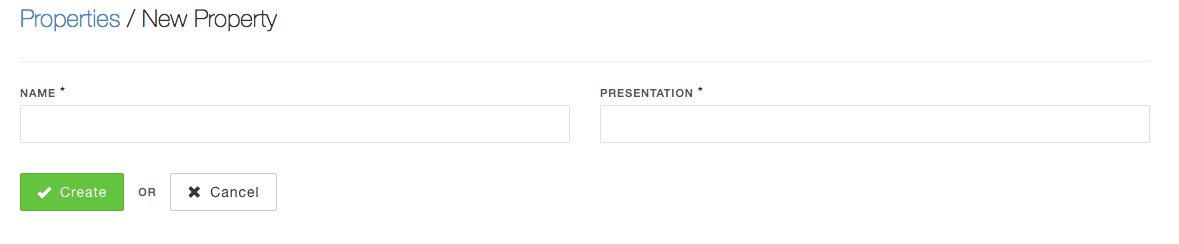 Properties / New Property
NAME *
PRESENTATION *
Create
OR
Cancel